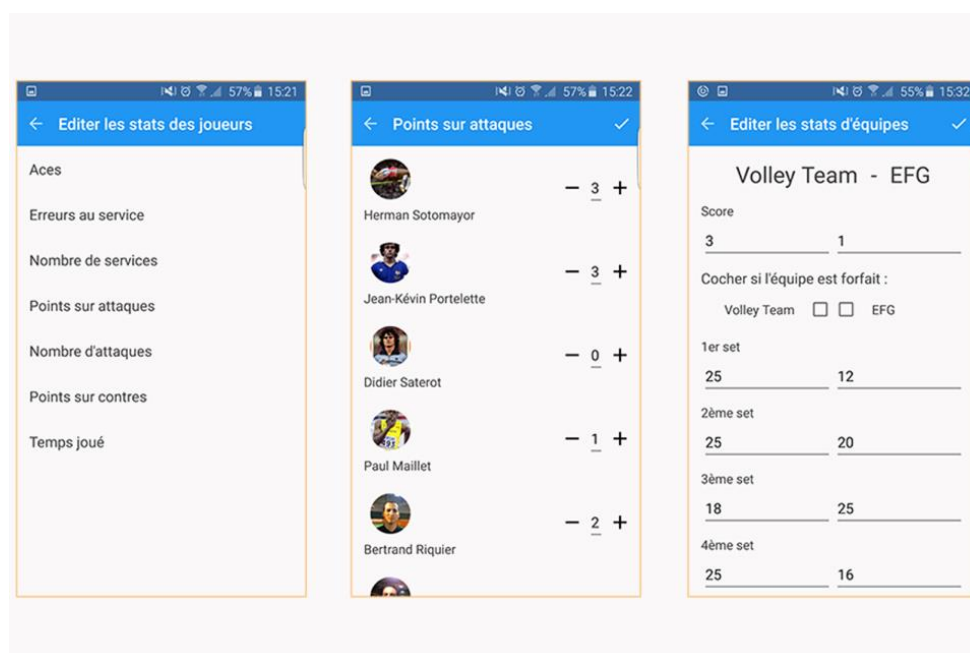 57% 15:21
Editer les stats des joueurs
Aces
Erreurs au service
Nombre de services
Points sur attaques
Nombre d'attaques
Points sur contres
Temps joué
57% 15:22
Points sur attaques
3
Herman Sotomayor
3
Jean-Kévin Portelette
0
Didier Saterot
1
Paul Maillet
2
Bertrand Riquier
55% 15:32
Editer les stats d'équipes
Volley Team - EFG
Score
3 1
Cocher si l'équipe est forfait :
Volley Team EFG
1er set
25 12
2ème set
25 20
3ème set
18 25
4ème set
25 16